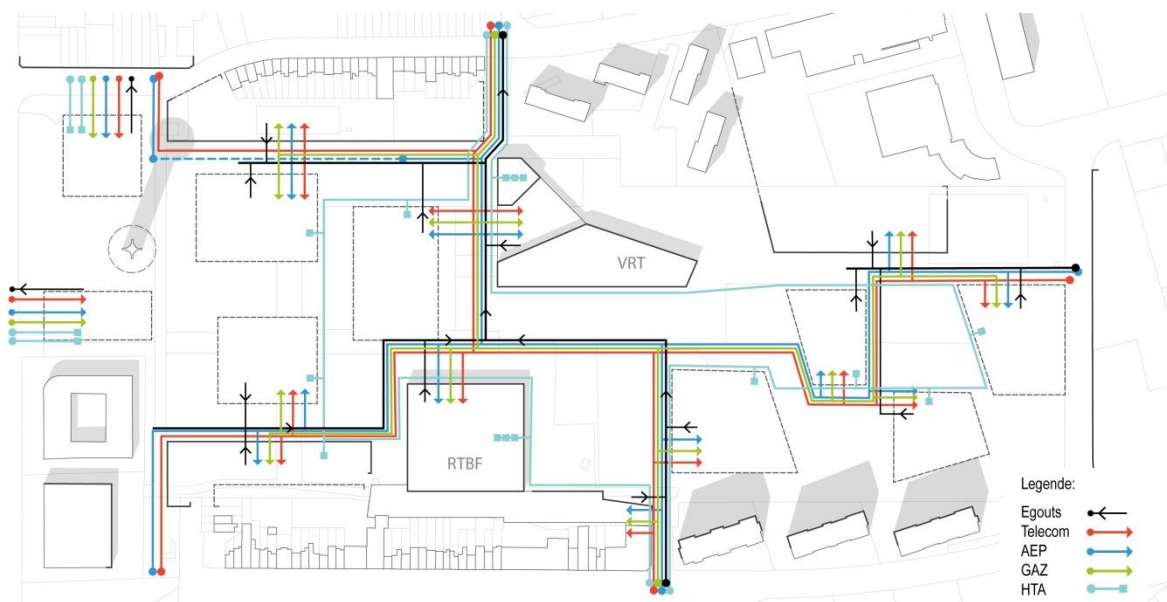 VRT
RTBF
Legende:
Egouts
Telecom
AEP
GAZ
HTA